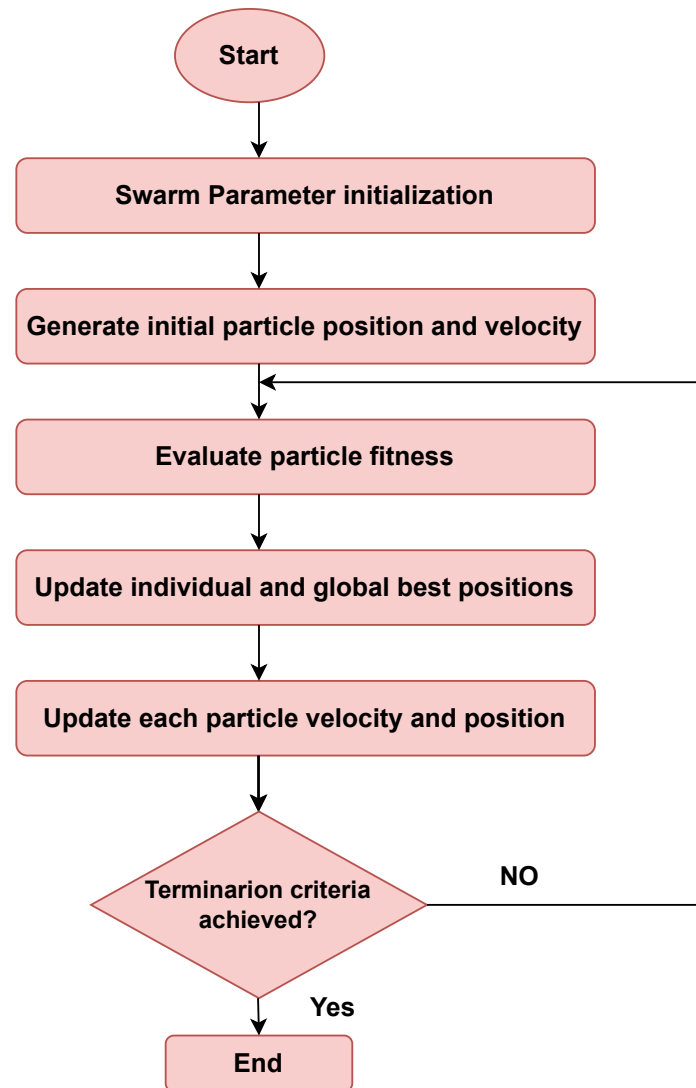 Start
Swarm Parameter initialization
Generate initial particle position and velocity
Evaluate particle fitness
Update individual and global best positions
Update each particle velocity and position
Terminarion criteria
achieved?
NO
Yes
End